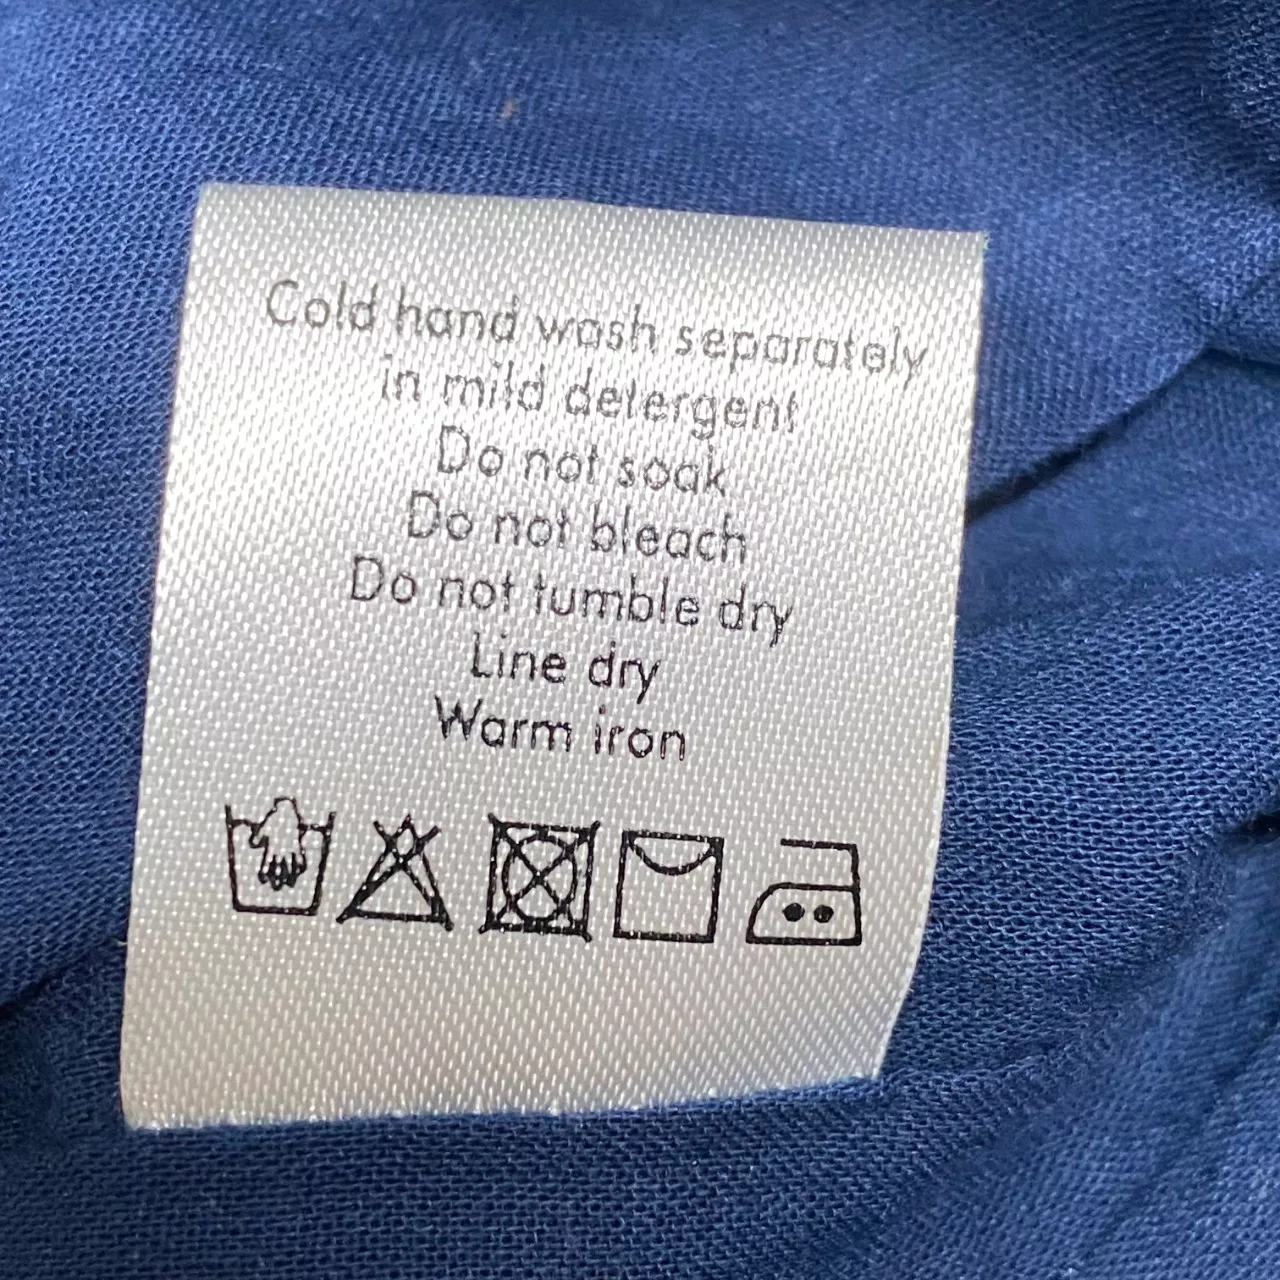 Cold hand wash separately
in mild detergent
Do not soak
Do not bleach
Do not tumble dry
Line dry
Warm iron